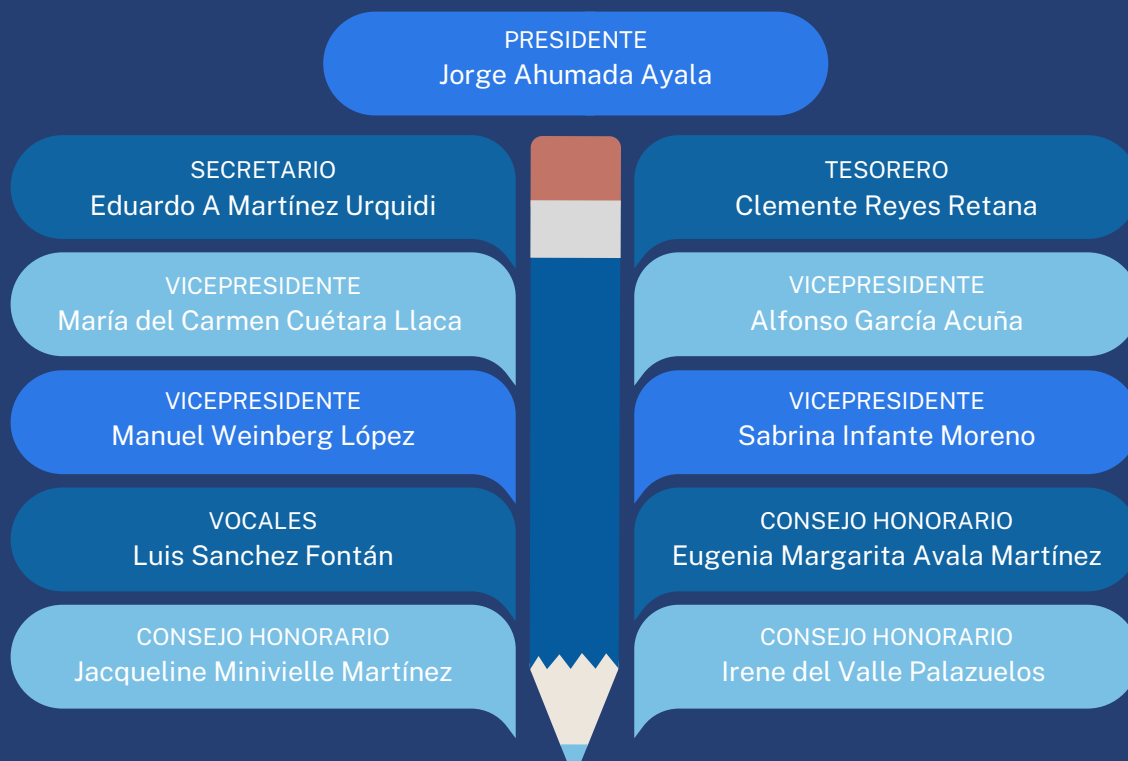 PRESIDENTE
Jorge Ahumada Ayala
SECRETARIO
Eduardo A Martínez Urquidi
TESORERO
Clemente Reyes Retana
VICEPRESIDENTE
María del Carmen Cuétara Llaca
VICEPRESIDENTE
Alfonso García Acuña
VICEPRESIDENTE
Manuel Weinberg López
VICEPRESIDENTE
Sabrina Infante Moreno
VOCALES
Luis Sanchez Fontán
CONSEJO HONORARIO
Eugenia Margarita Avala Martínez
CONSEJO HONORARIO
Jacqueline Minivielle Martínez
CONSEJO HONORARIO
Irene del Valle Palazuelos